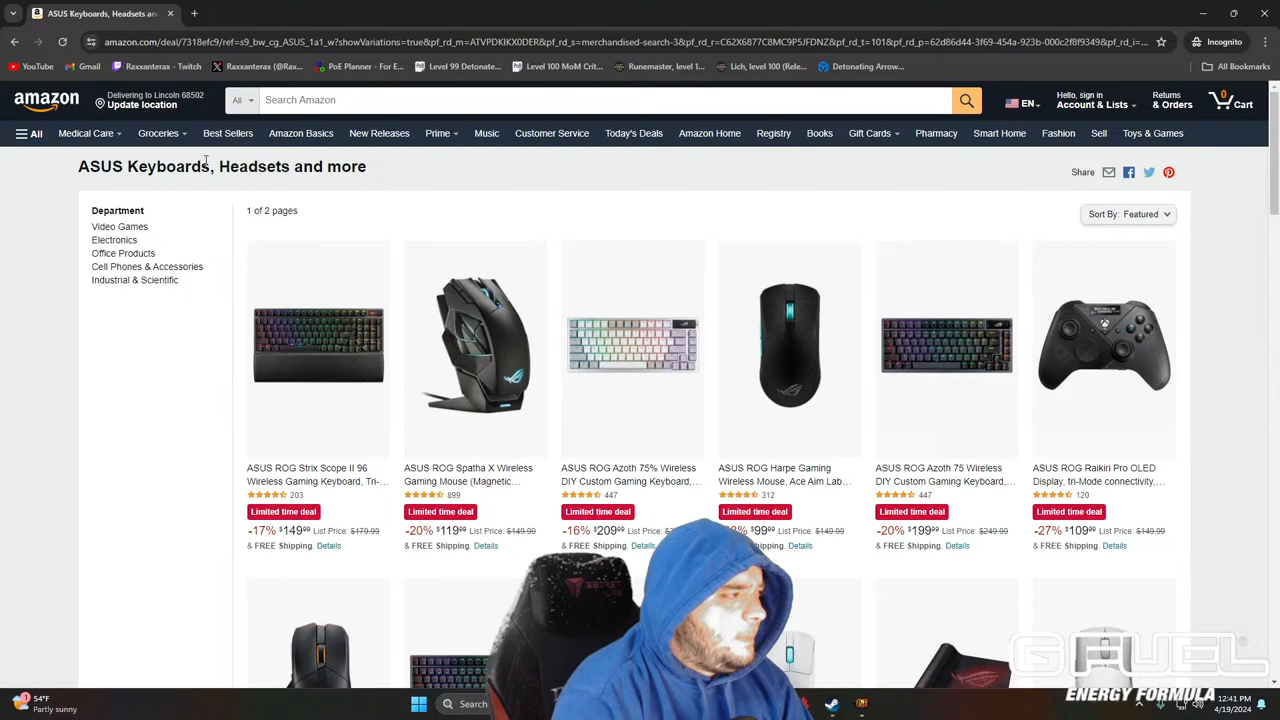 ASUS Keyboards, Headsets and
amazon.com/deal/7318efc9/ref=s9_bw_cg_ASUS_1a1_w?showVariations=true&pf_rd_m=ATVPDKIKX0DER&pf_rd_s=merchandised-search-3&pf_rd_r=C62X6877C8MC9P5JFDNZ&pf_rd_t=101&pf_rd_p=62d86d44-3f69-454a-923b-000c2f8f9349&pf
Incognito
YouTube Gmail Raxxanterax - Twitch Raxxanterax (@Rax... PoE Planner - For E... Level 99 Detonate... Level 100 MoM Crit... Runemaster, level 1... Lich, level 100 (Rele... Detonating Arrow... All Bookmarks
amazon
Delivering to Lincoln 68502
Update location
All Search Amazon
EN
Hello, sign in
Account & Lists
Returns
& Orders
0
Cart
All Medical Care Groceries Best Sellers Amazon Basics New Releases Prime Music Customer Service Today's Deals Amazon Home Registry Books Gift Cards Pharmacy Smart Home Fashion Sell Toys & Games
ASUS Keyboards, Headsets and more
Share
Department
Video Games
Electronics
Office Products
Cell Phones & Accessories
Industrial & Scientific
1 of 2 pages
Sort By: Featured
ASUS ROG Strix Scope II 96
Wireless Gaming Keyboard, Tri-...
203
Limited time deal
-17% $149.99 List Price: $179.99
& FREE Shipping. Details
ASUS ROG Spatha X Wireless
Gaming Mouse (Magnetic...
899
Limited time deal
-20% $119.99 List Price: $149.99
& FREE Shipping. Details
ASUS ROG Azoth 75% Wireless
DIY Custom Gaming Keyboard,...
447
Limited time deal
-16% $209.99 List Price:
& FREE Shipping. Details
ASUS ROG Harpe Gaming
Wireless Mouse, Ace Aim Lab...
312
Limited time deal
$99.99 List Price: $149.99
Shipping. Details
ASUS ROG Azoth 75 Wireless
DIY Custom Gaming Keyboard,...
447
Limited time deal
-20% $199.99 List Price: $249.99
& FREE Shipping. Details
ASUS ROG Raikiri Pro OLED
Display, tri-Mode connectivity,...
120
Limited time deal
-27% $109.99 List Price: $149.99
& FREE Shipping. Details
G FUEL
ENERGY FORMULA
1
54°F
Partly sunny
Search
12:41 PM
4/19/2024